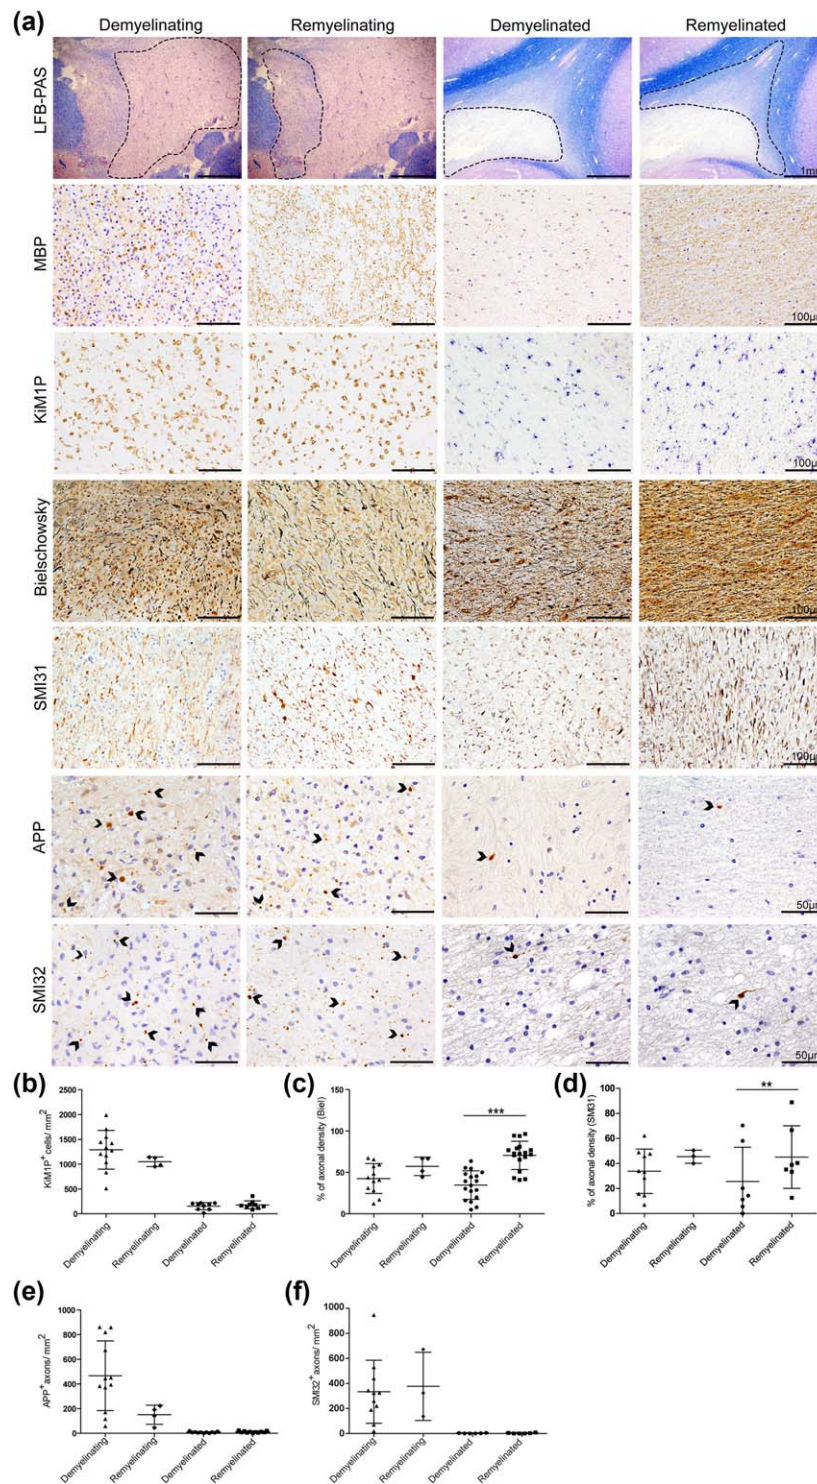 (a)
Demyelinating Remyelinating Demyelinated Remyelinated
LFB-PAS
MBP
100µ
KiM1P
100µ
Bielschowsky
100µ
SMI31
100µ
APP
50µ
SMI32
50µ
(b)
KiM1P+cells/ mm2
2500
2000
1500
1000
500
0
Demyelinating Remyelinating Demyelinated Remyelinated
(c)
% of axonal density (Biel)
150
100
50
0
***
Demyelinating Remyelinating Demyelinated Remyelinated
(d)
% of axonal density (SMI31)
100
80
60
40
20
0
**
Demyelinating Remyelinating Demyelinated Remyelinated
(e)
APP+axons/ mm2
1000
800
600
400
200
0
Demyelinating Remyelinating Demyelinated Remyelinated
(f)
SMI32+axons/ mm2
1000
800
600
400
200
0
Demyelinating Remyelinating Demyelinated Remyelinated